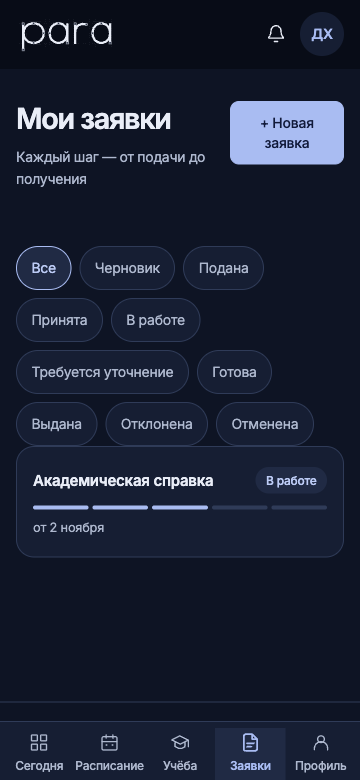 para
ДХ
Мои заявки
Каждый шаг — от подачи до
получения
+ Новая
заявка
Все
Черновик
Подана
Принята
В работе
Требуется уточнение
Готова
Выдана
Отклонена
Отменена
Академическая справка
В работе
от 2 ноября
Сегодня
Расписание
Учёба
Заявки
Профиль